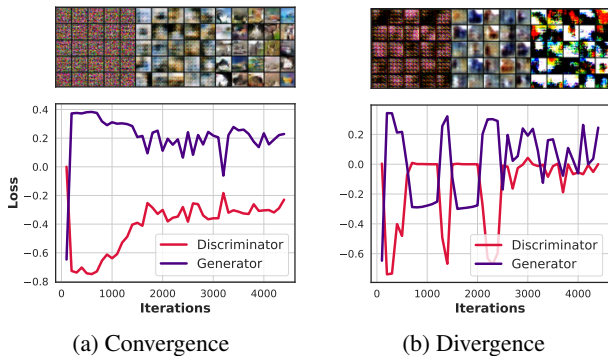 (a)
(b)
0.4
0.2
0.0
−0.2
−0.4
−0.6
−0.8
Loss
Discriminator
Generator
0 1000 2000 3000 4000
Iterations
0.2
0.0
−0.2
−0.4
−0.6
Discriminator
Generator
0 1000 2000 3000 4000
Iterations
(a) Convergence
(b) Divergence